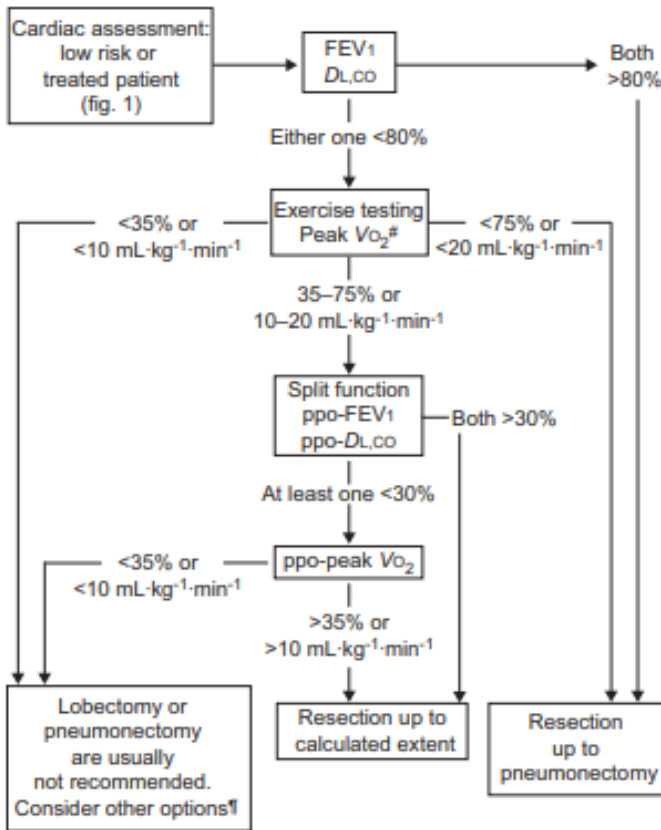 Cardiac assessment:
low risk or
treated patient
(fig. 1)
FEV1
DL,CO
Both
>80%
Either one <80%
<35% or
<10 mL·kg-1·min-1
Exercise testing
Peak VO2#
<75% or
<20 mL·kg-1·min-1
35–75% or
10–20 mL·kg-1·min-1
Split function
ppo-FEV1
ppo-DL,CO
Both >30%
At least one <30%
<35% or
<10 mL·kg-1·min-1
ppo-peak VO2
>35% or
>10 mL·kg-1·min-1
Lobectomy or
pneumonectomy
are usually
not recommended.
Consider other options¶
Resection up to
calculated extent
Resection
up to
pneumonectomy